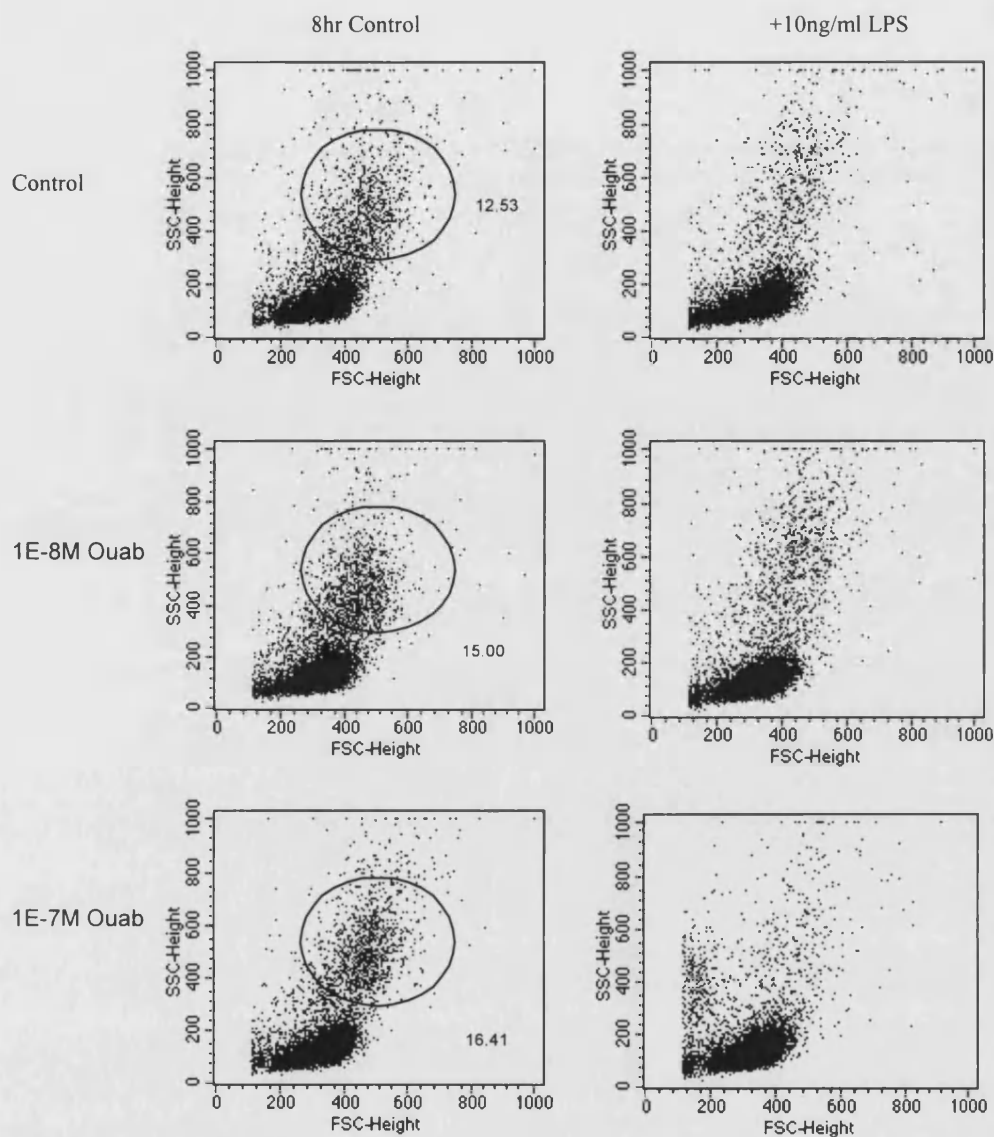 8hr Control
+10ng/ml LPS
Control
SSC-Height
0 200 400 600 800 1000
12.53
200 400 600 800 1000
FSC-Height
SSC-Height
0 200 400 600 800 1000
0 200 400 600 800 1000
FSC-Height
1E-8M Ouab
SSC-Height
0 200 400 600 800 1000
15.00
0 200 400 600 800 1000
FSC-Height
SSC-Height
0 200 400 600 800 1000
0 200 400 600 800 1000
FSC-Height
1E-7M Ouab
SSC-Height
0 200 400 600 800 1000
16.41
0 200 400 600 800 1000
FSC-Height
SSC-Height
0 200 400 600 800 1000
0 200 400 600 800 1000
FSC-Height